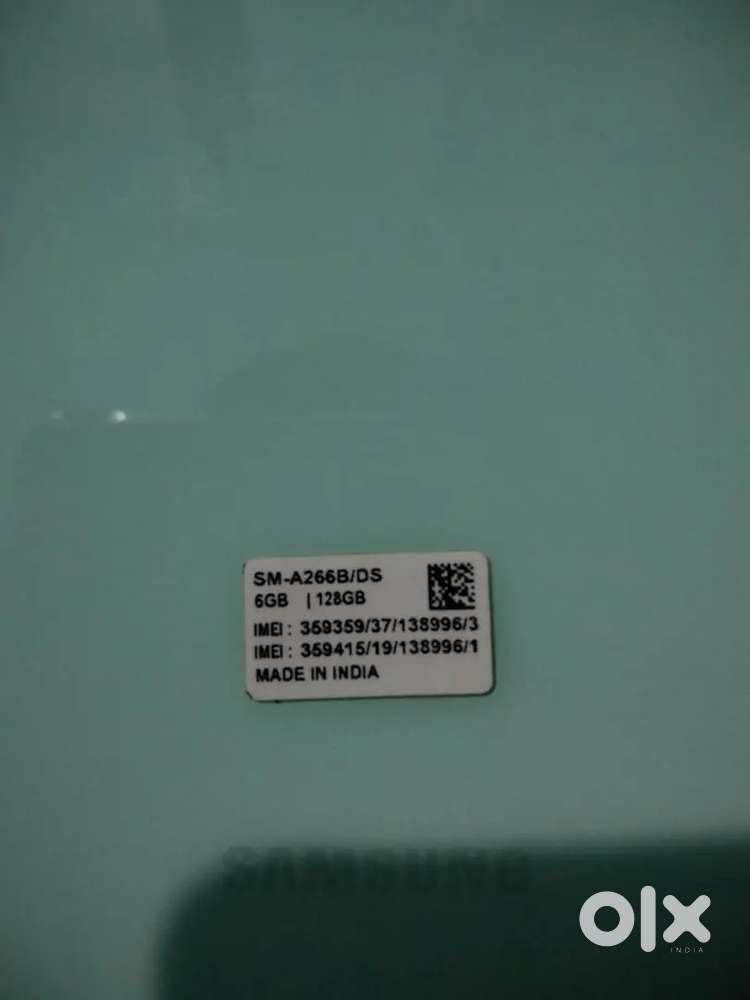 SM-A266B/DS
6GB | 128GB
IMEI : 359359/37/138996/3
IMEI : 359415/19/138996/1
MADE IN INDIA
SAMSUNG
olx
INDIA